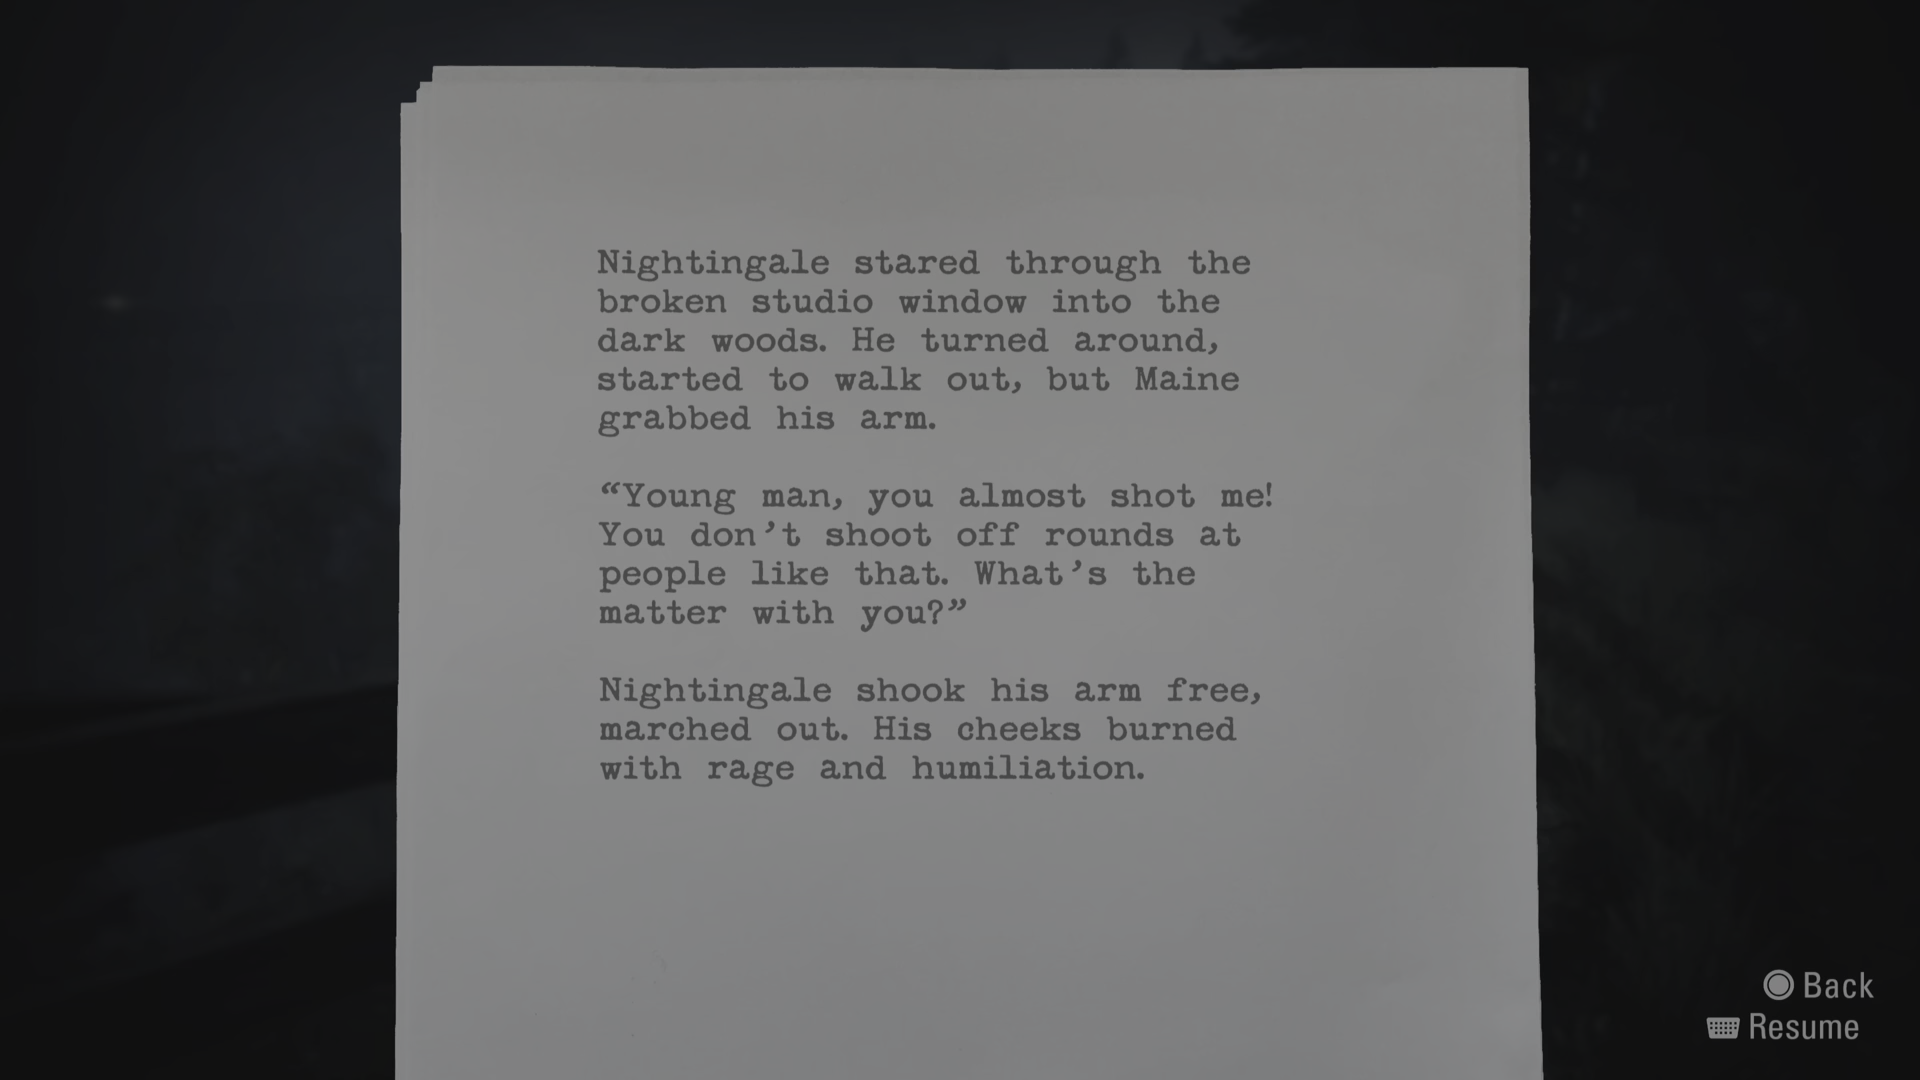 Nightingale stared through the
broken studio window into the
dark woods. He turned around,
started to walk out, but Maine
grabbed his arm.
“Young man, you almost shot me!
You don’t shoot off rounds at
people like that. What’s the
matter with you?”
Nightingale shook his arm free,
marched out. His cheeks burned
with rage and humiliation.
Back
Resume